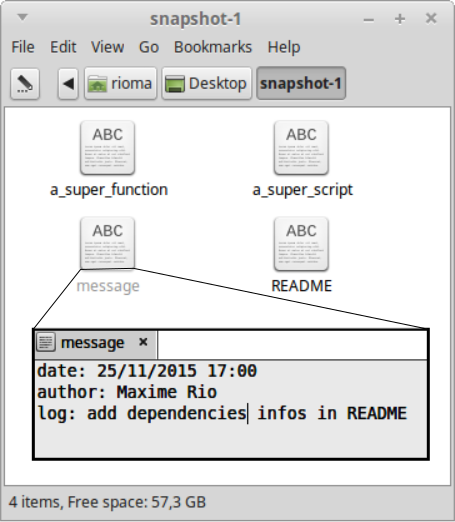 snapshot-1
File Edit View Go Bookmarks Help
rioma Desktop snapshot-1
ABC ABC
a_super_function a_super_script
ABC ABC
message README
message ×
date: 25/11/2015 17:00
author: Maxime Rio
log: add dependencies infos in README
4 items, Free space: 57,3 GB